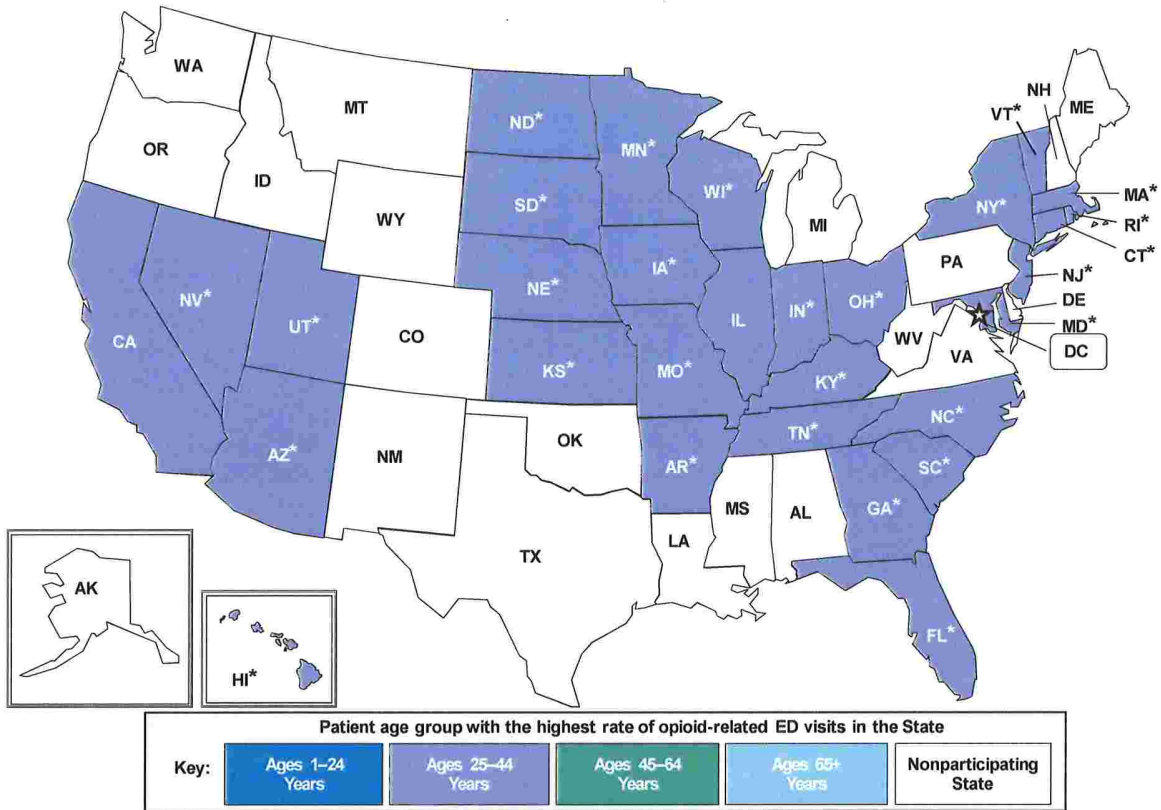 WA
MT
ND*
MN*
VT*
NH
ME
OR
ID
WY
SD*
WI*
MI
NY*
MA*
RI*
CT*
NV*
UT*
CO
NE*
IA*
IL
IN*
OH*
PA
NJ*
DE
MD*
DC
CA
KS*
MO*
KY*
WV
VA
AZ*
NM
OK
AR*
TN*
NC*
SC*
MS
AL
GA*
TX
LA
FL*
AK
HI*
Patient age group with the highest rate of opioid-related ED visits in the State
Key:
Ages 1–24
Years
Ages 25–44
Years
Ages 45–64
Years
Ages 65+
Years
Nonparticipating
State